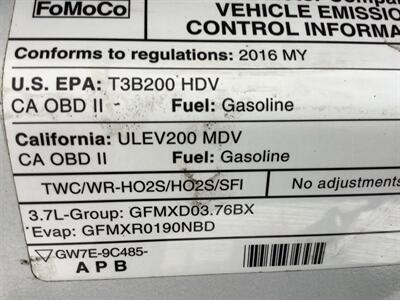 FoMoCo
VEHICLE EMISSIO
CONTROL INFORMA
Conforms to regulations: 2016 MY
U.S. EPA: T3B200 HDV
CA OBD II Fuel: Gasoline
California: ULEV200 MDV
CA OBD II Fuel: Gasoline
TWC/WR-HO2S/HO2S/SFI
No adjustments
3.7L-Group: GFMXD03.76BX
Evap: GFMXR0190NBD
GW7E-9C485-
APB